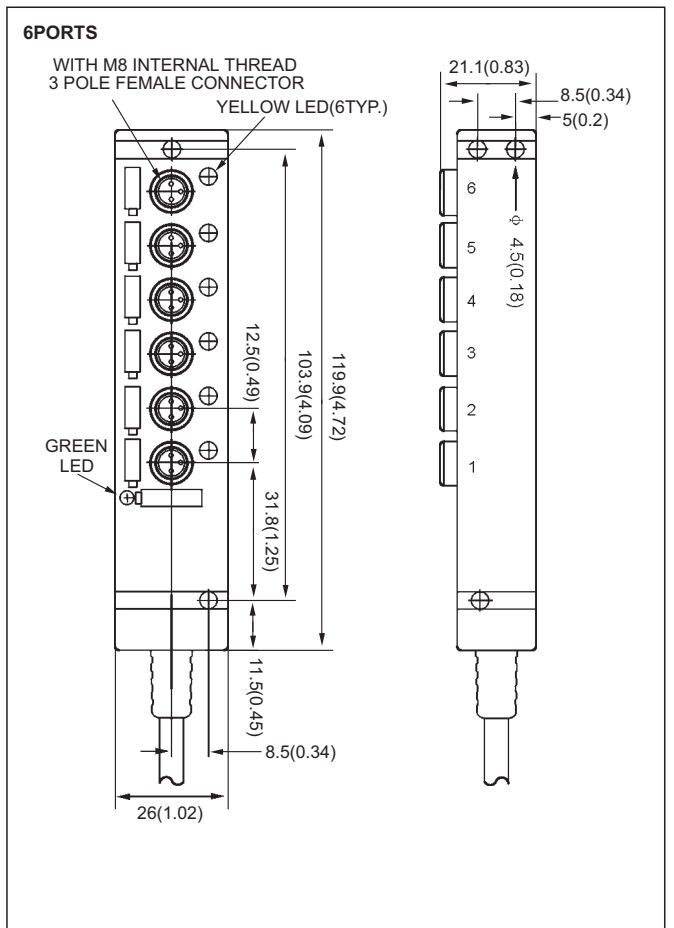 6PORTS
WITH M8 INTERNAL THREAD
3 POLE FEMALE CONNECTOR
YELLOW LED(6TYP.)
GREEN
LED
12.5(0.49)
103.9(4.09)
119.9(4.72)
31.8(1.25)
11.5(0.45)
8.5(0.34)
26(1.02)
21.1(0.83)
8.5(0.34)
5(0.2)
ϕ 4.5(0.18)
6
5
4
3
2
1